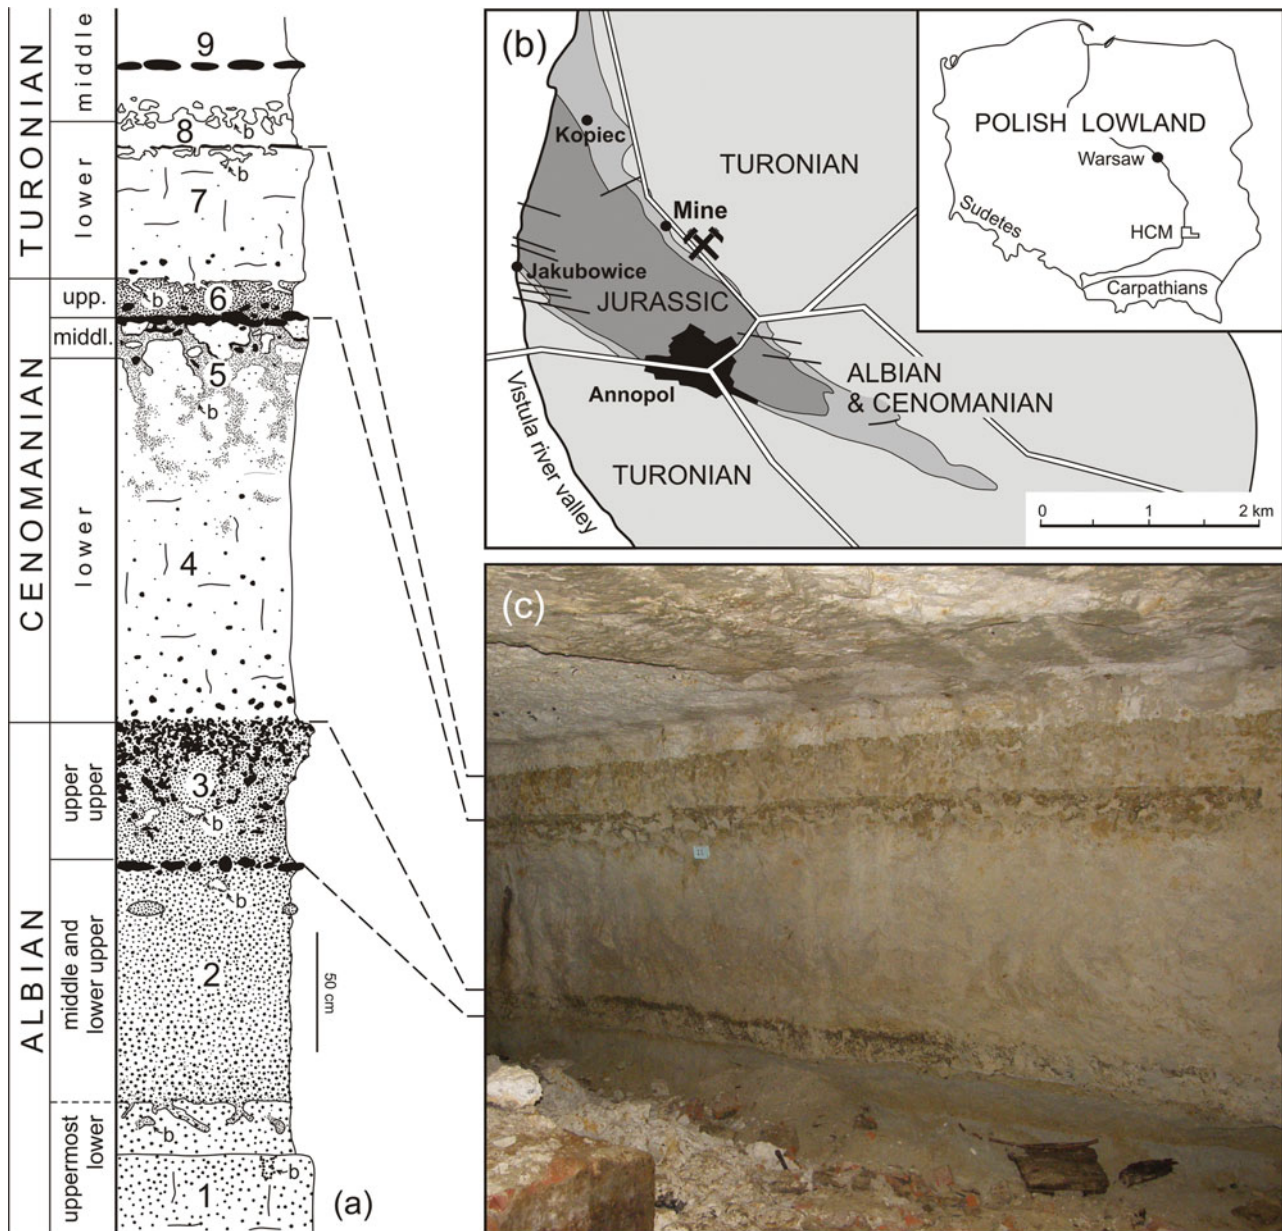 TURONIAN
middle
lower
CENOMANIAN
upp.
middl.
lower
ALBIAN
upper
upper
middle and
lower upper
uppermost
lower
9
8
b
b
7
6
b
5
b
4
3
b
b
2
50 cm
b
b
1
(a)
(b)
Kopiec
TURONIAN
Mine
Jakubowice
JURASSIC
Annopol
ALBIAN
& CENOMANIAN
Vistula river valley
TURONIAN
0 1 2 km
POLISH LOWLAND
Warsaw
Sudetes
HCM
Carpathians
(c)